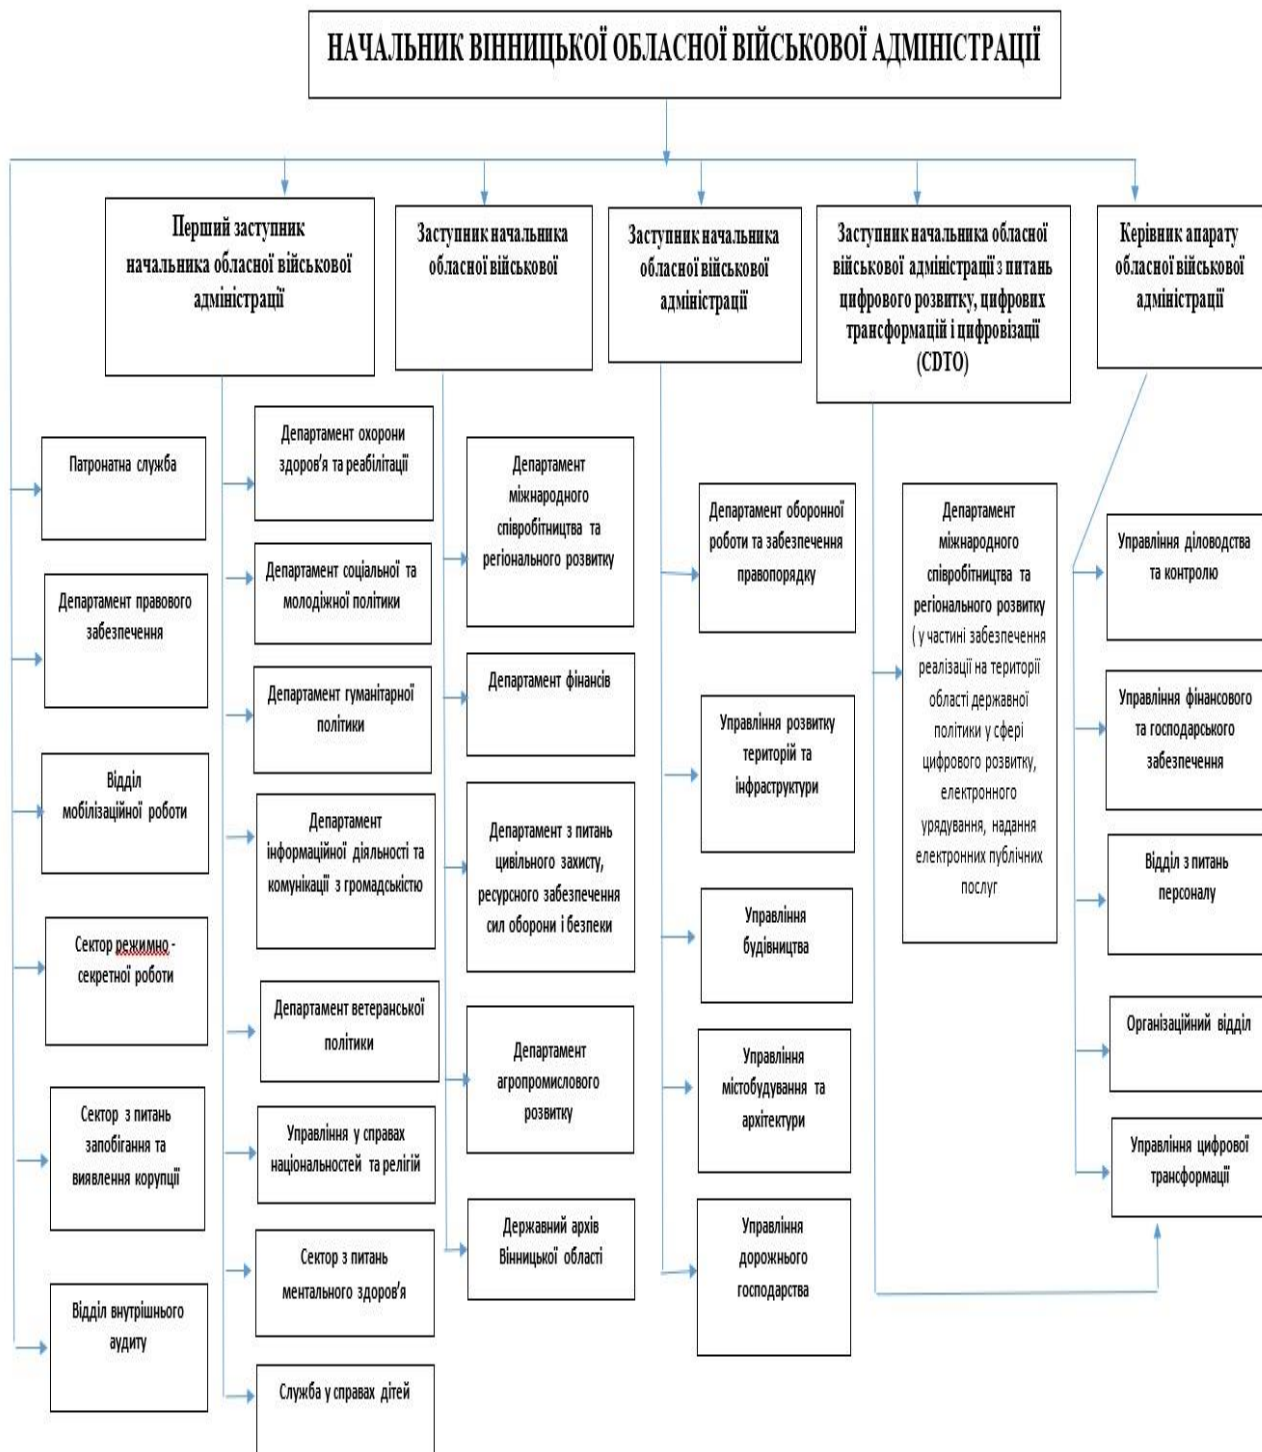 НАЧАЛЬНИК ВІННИЦЬКОЇ ОБЛАСНОЇ ВІЙСЬКОВОЇ АДМІНІСТРАЦІЇ
Перший заступник
начальника обласної військової
адміністрації
Заступник начальника
обласної військової
Заступник начальника
обласної військової
адміністрації
Заступник начальника обласної
військової адміністрації з питань
цифрового розвитку, цифрових
трансформацій і цифровізації
(CDTO)
Керівник апарату
обласної військової
адміністрації
Патронатна служба
Департамент правового
забезпечення
Відділ
мобілізаційної роботи
Сектор режимно -
секретної роботи
Сектор з питань
запобігання та
виявлення корупції
Відділ внутрішнього
аудиту
Департамент охорони
здоров'я та реабілітації
Департамент соціальної та
молодіжної політики
Департамент гуманітарної
політики
Департамент
інформаційної діяльності та
комунікації з громадськістю
Департамент ветеранської
політики
Управління у справах
національностей та релігій
Сектор з питань
ментального здоров'я
Служба у справах дітей
Департамент
міжнародного
співробітництва та
регіонального розвитку
Департамент фінансів
Департамент з питань
цивільного захисту,
ресурсного забезпечення
сил оборони і безпеки
Департамент
агропромислового
розвитку
Державний архів
Вінницької області
Департамент оборонної
роботи та забезпечення
правопорядку
Управління розвитку
територій та
інфраструктури
Управління
будівництва
Управління
містобудування та
архітектури
Управління
дорожнього
господарства
Департамент
міжнародного
співробітництва та
регіонального розвитку
( у частині забезпечення
реалізації на території
області державної
політики у сфері
цифрового розвитку,
електронного
урядування, надання
електронних публічних
послуг
Управління діловодства
та контролю
Управління фінансового
та господарського
забезпечення
Відділ з питань
персоналу
Організаційний відділ
Управління цифрової
трансформації